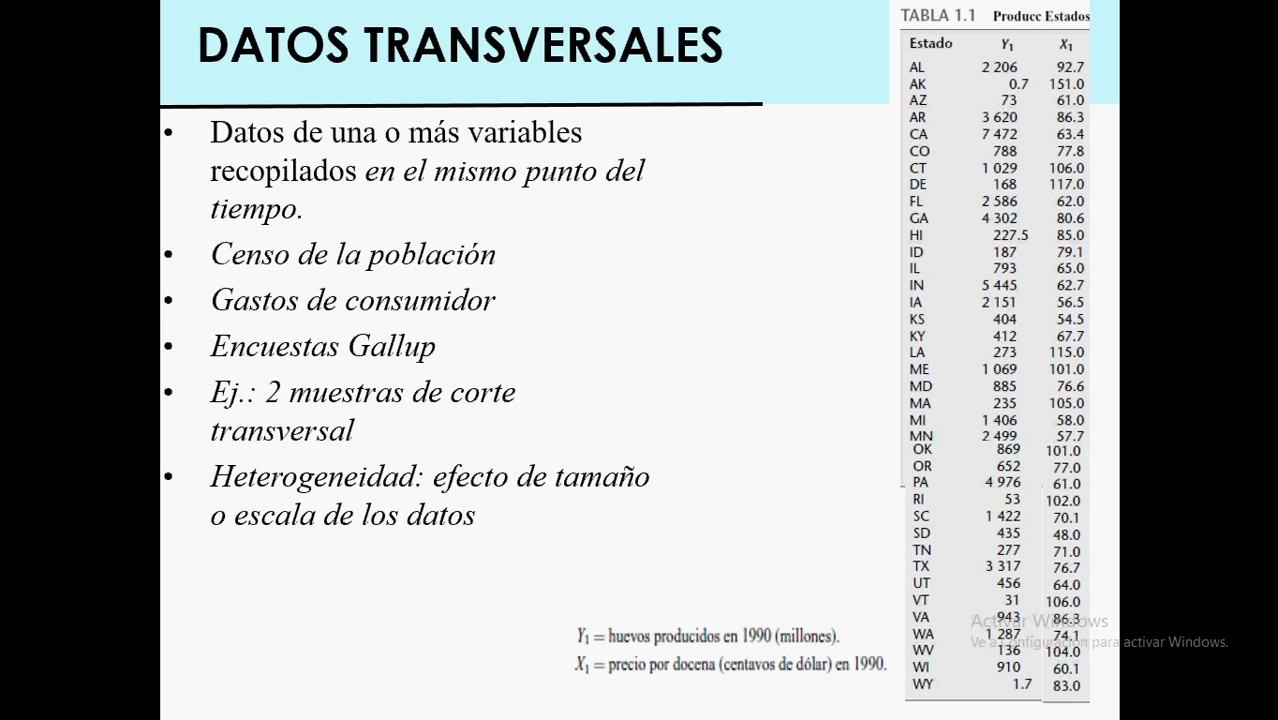 DATOS TRANSVERSALES
• Datos de una o más variables
recopilados en el mismo punto del
tiempo.
• Censo de la población
• Gastos de consumidor
• Encuestas Gallup
• Ej.: 2 muestras de corte
transversal
• Heterogeneidad: efecto de tamaño
o escala de los datos
Y₁ = huevos producidos en 1990 (millones).
X₁ = precio por docena (centavos de dólar) en 1990.
TABLA 1.1 Producc Estados
Estado Y₁ X₁
AL 2 206 92.7
AK 0.7 151.0
AZ 73 61.0
AR 3 620 86.3
CA 7 472 63.4
CO 788 77.8
CT 1 029 106.0
DE 168 117.0
FL 2 586 62.0
GA 4 302 80.6
HI 227.5 85.0
ID 187 79.1
IL 793 65.0
IN 5 445 62.7
IA 2 151 56.5
KS 404 54.5
KY 412 67.7
LA 273 115.0
ME 1 069 101.0
MD 885 76.6
MA 235 105.0
MI 1 406 58.0
MN 2 499 57.7
OK 869 101.0
OR 652 77.0
PA 4 976 61.0
RI 53 102.0
SC 1 422 70.1
SD 435 48.0
TN 277 71.0
TX 3 317 76.7
UT 456 64.0
VT 31 106.0
VA 943 86.3
WA 1 287 74.1
WV 136 104.0
WI 910 60.1
WY 1.7 83.0
Activar Windows
Ve a Configuración para activar Windows.